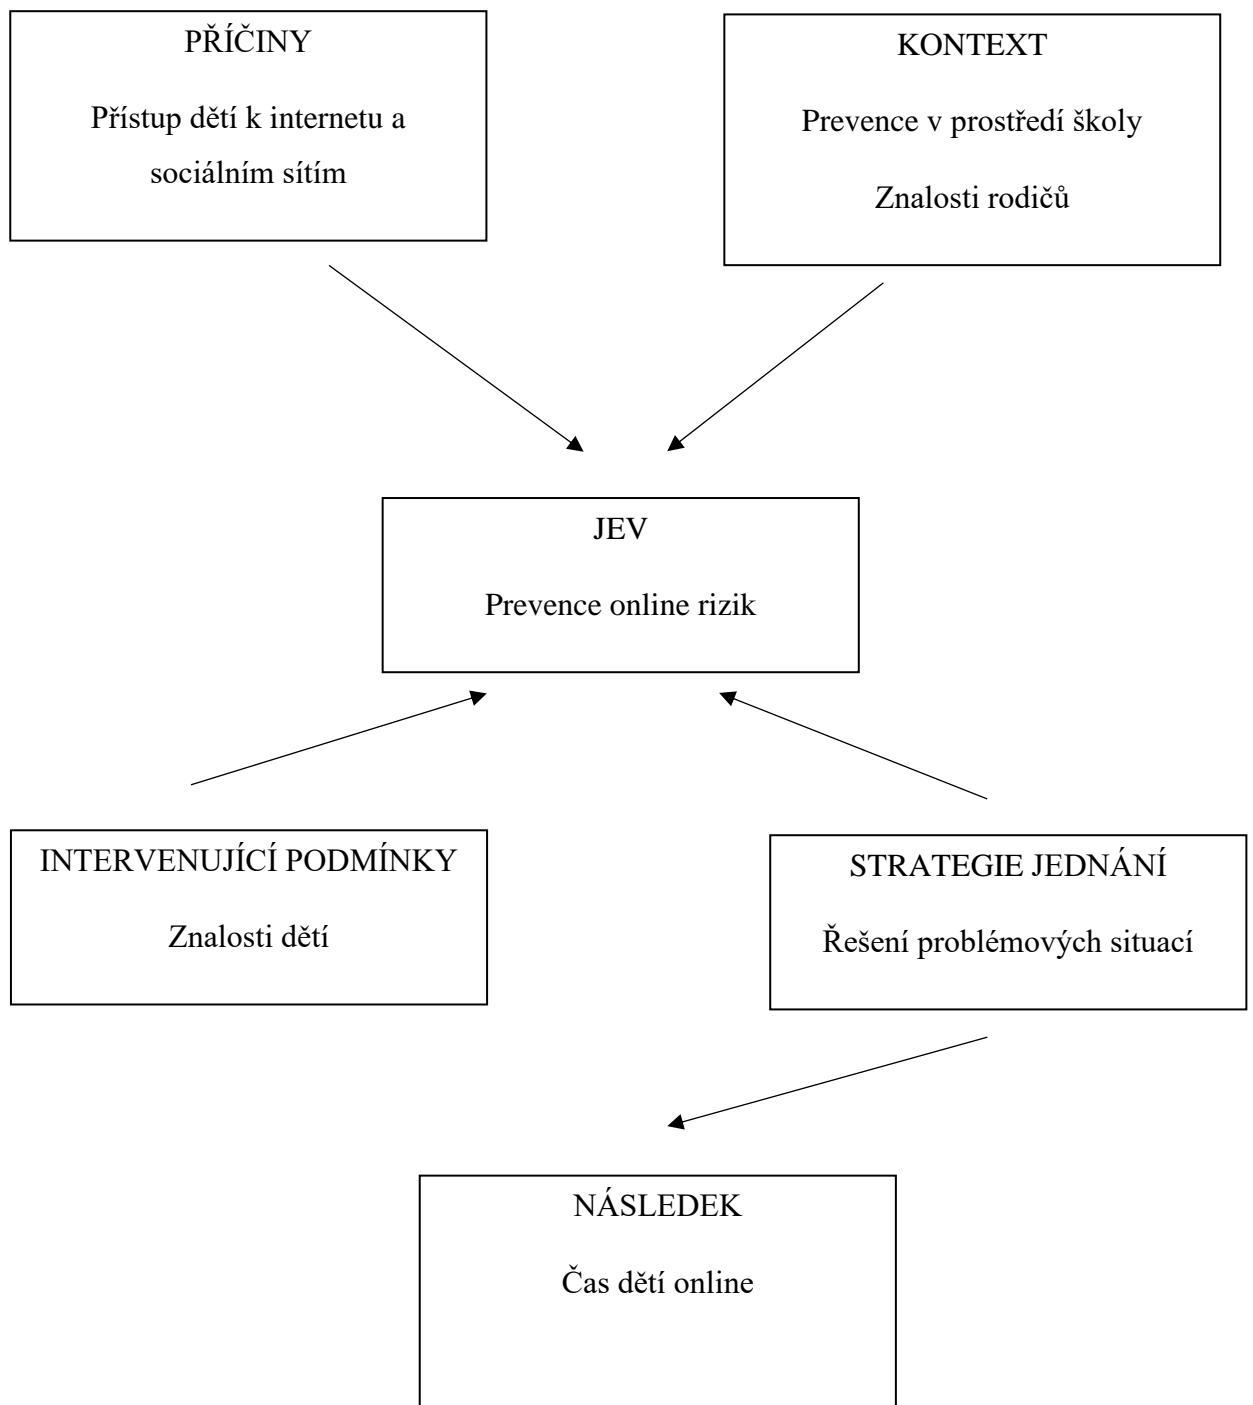 PŘÍČINY
Přístup dětí k internetu a
sociálním sítím
KONTEXT
Prevence v prostředí školy
Znalosti rodičů
JEV
Prevence online rizik
INTERVENUJÍCÍ PODMÍNKY
Znalosti dětí
STRATEGIE JEDNÁNÍ
Řešení problémových situací
NÁSLEDEK
Čas dětí online